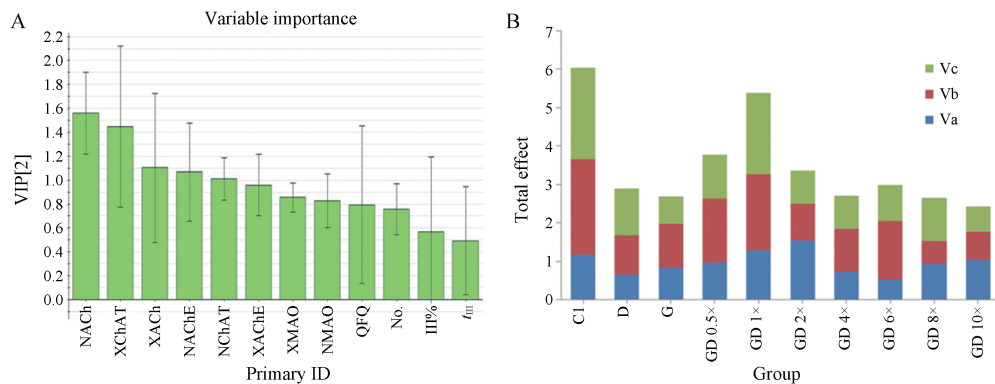 A
Variable importance
VIP[2]
2.2
2.0
1.8
1.6
1.4
1.2
1.0
0.8
0.6
0.4
0.2
0.0
NACh
XChAT
XACh
NAChE
NChAT
XAChE
XMAO
NMAO
QFQ
No.
III%
tIII
Primary ID
B
Total effect
7
6
5
4
3
2
1
0
Vc
Vb
Va
C1
D
G
GD 0.5×
GD 1×
GD 2×
GD 4×
GD 6×
GD 8×
GD 10×
Group